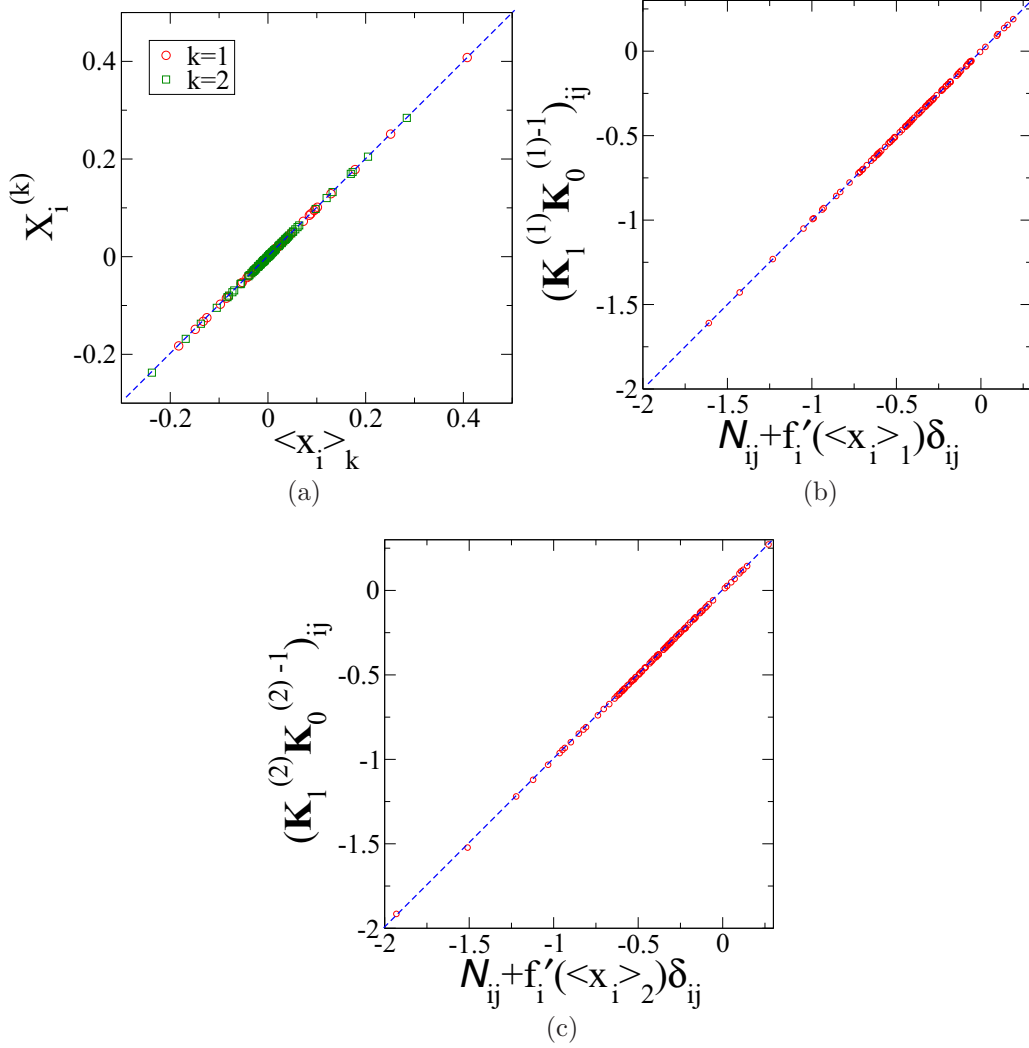 0.4
0.2
0
-0.2
k=1
k=2
X_i^(k)
-0.2 0 0.2 0.4
<x_i>_k
(a)
0
-0.5
-1
-1.5
-2
(K_1^(1)K_0^(1)-1)_ij
-2 -1.5 -1 -0.5 0
N_ij+f_i′(<x_i>_1)δ_ij
(b)
0
-0.5
-1
-1.5
-2
(K_1^(2)K_0^(2)-1)_ij
-2 -1.5 -1 -0.5 0
N_ij+f_i′(<x_i>_2)δ_ij
(c)